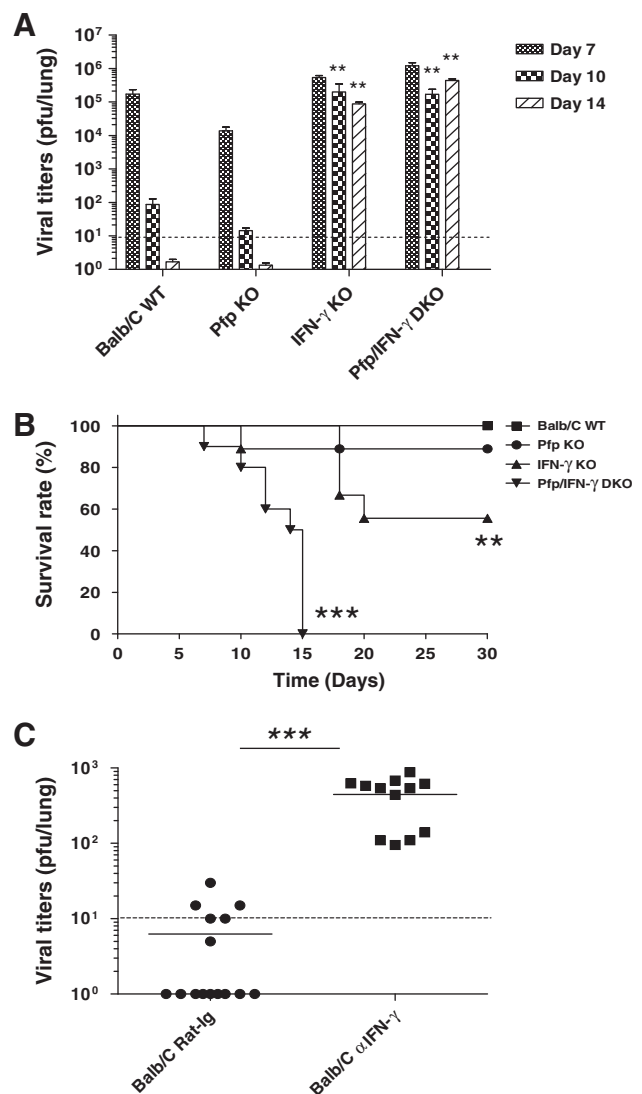 A
Viral titers (pfu/lung)
10⁷
10⁶
10⁵
10⁴
10³
10²
10¹
10⁰
** **
** **
Day 7
Day 10
Day 14
Balb/C WT
Pfp KO
IFN-γ KO
Pfp/IFN-γ DKO
B
Survival rate (%)
100
80
60
40
20
0
0 5 10 15 20 25 30
Time (Days)
**
***
Balb/C WT
Pfp KO
IFN-γ KO
Pfp/IFN-γ DKO
C
***
Viral titers (pfu/lung)
10³
10²
10¹
10⁰
Balb/C Rat-Ig
Balb/C αIFN-γ